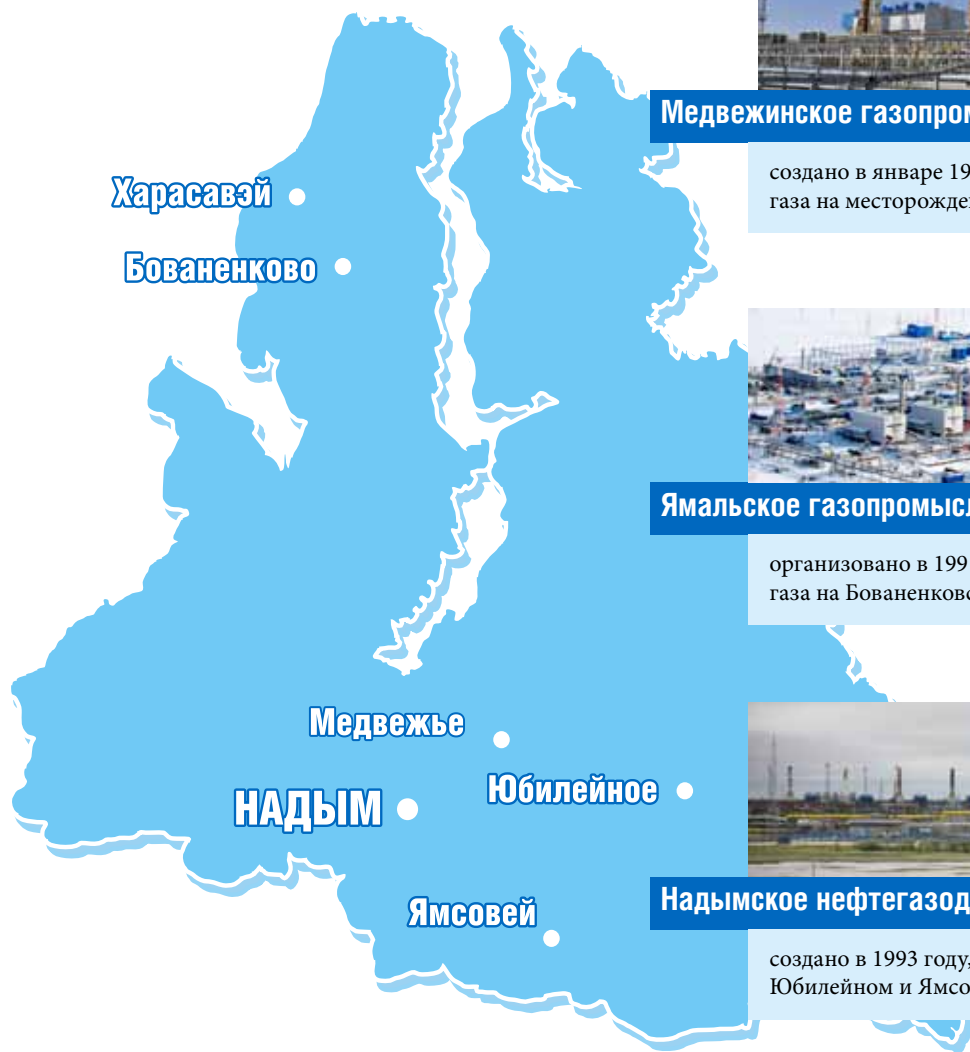 Харасавэй
Бованенково
Медвежье
НАДЫМ
Юбилейное
Ямсовей
Медвежинское газопром
создано в январе 19
газа на месторожде
Ямальское газопромысл
организовано в 199
газа на Бованенковс
Надымское нефтегазод
создано в 1993 году,
Юбилейном и Ямсо